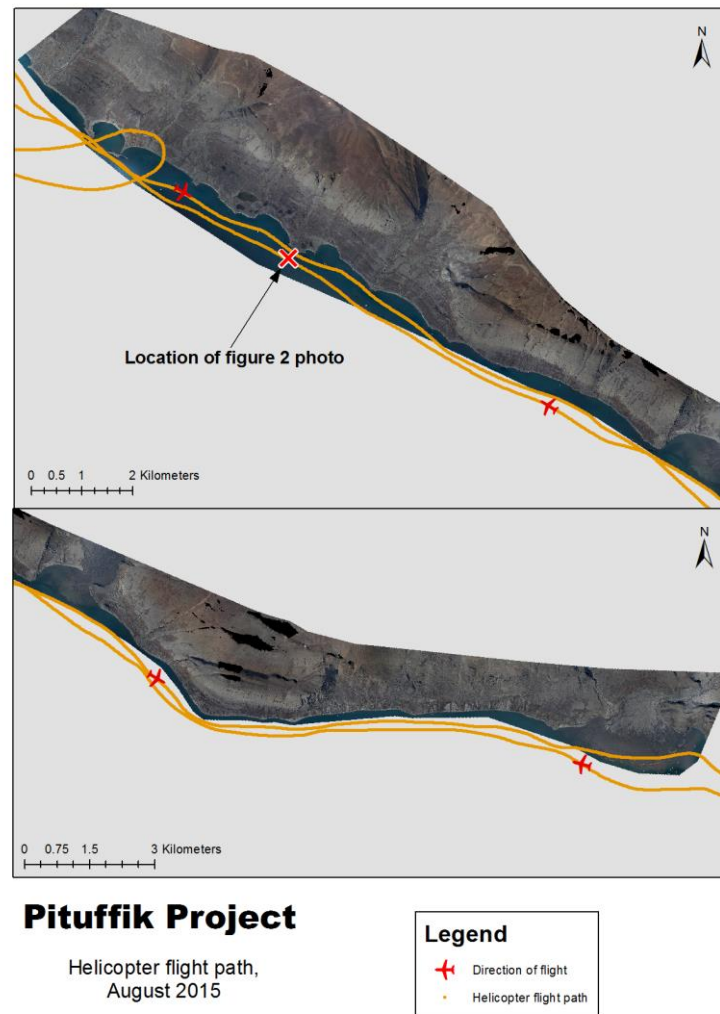 N
Location of figure 2 photo
0 0.5 1 2 Kilometers
N
0 0.75 1.5 3 Kilometers
Pituffik Project
Helicopter flight path,
August 2015
Legend
Direction of flight
Helicopter flight path